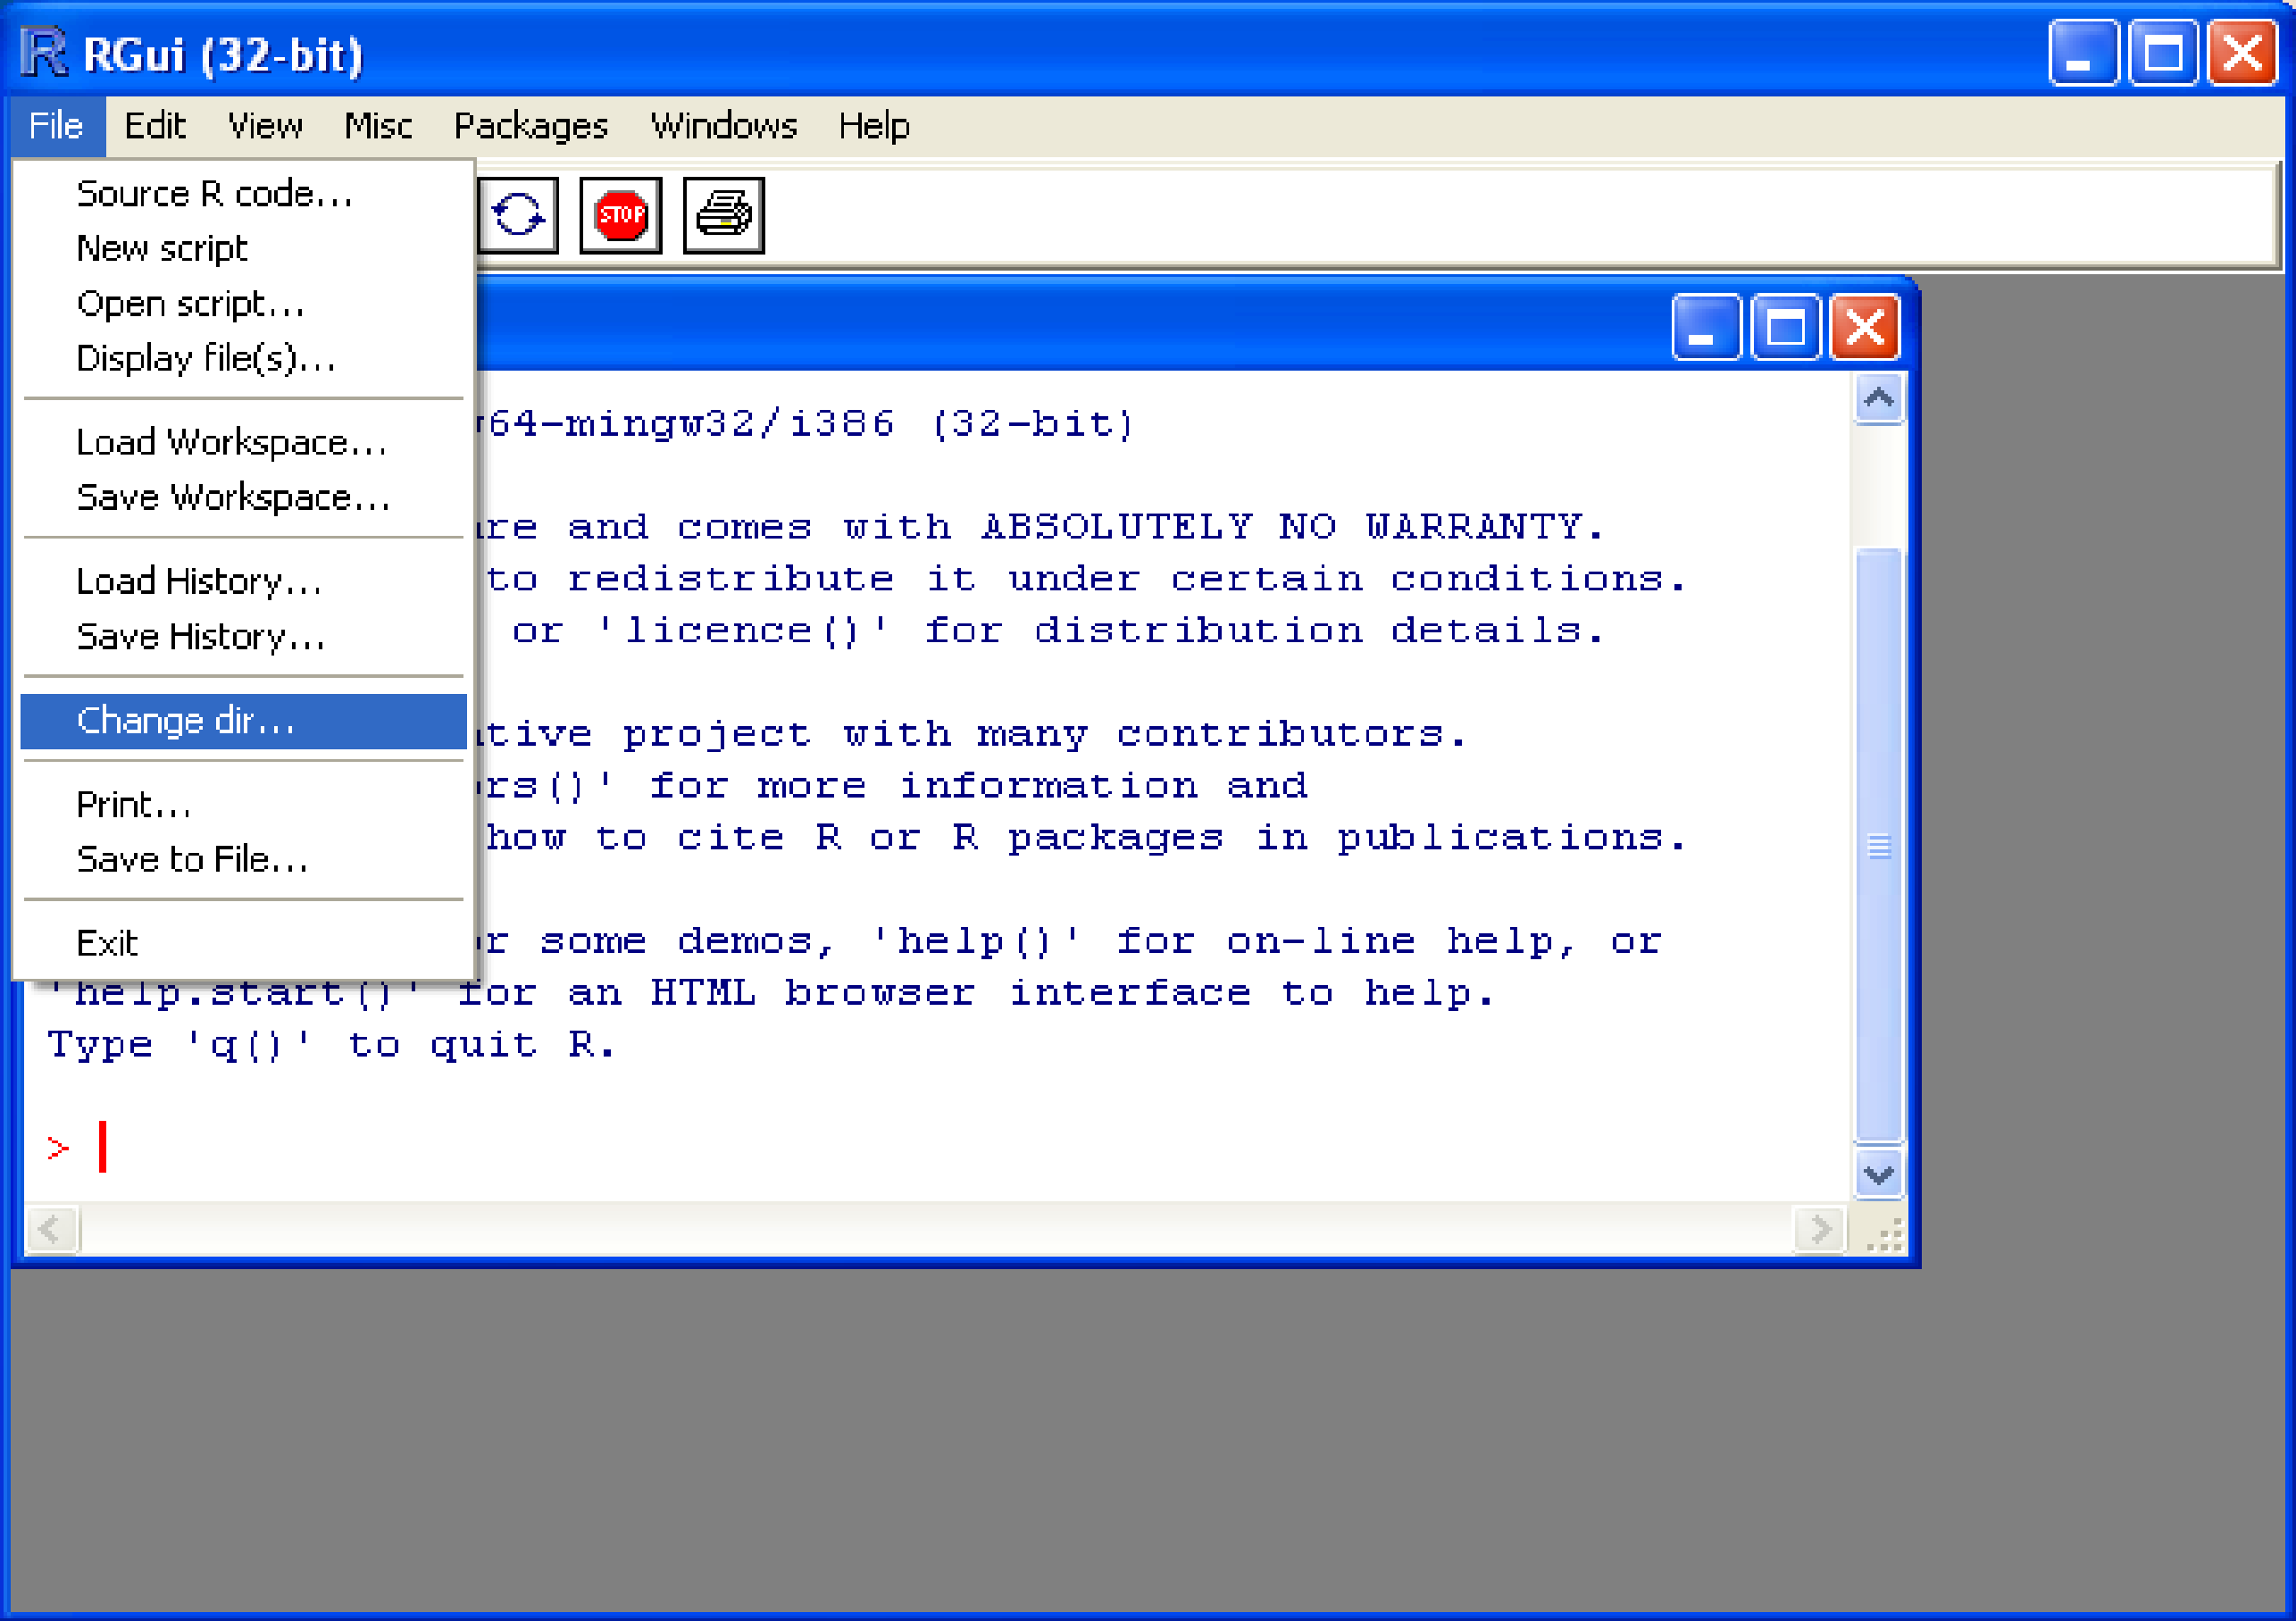 R RGui (32-bit)
File Edit View Misc Packages Windows Help
Source R code...
New script
Open script...
Display file(s)...
Load Workspace...
Save Workspace...
Load History...
Save History...
Change dir...
Print...
Save to File...
Exit
STOP
64-mingw32/i386 (32-bit)
re and comes with ABSOLUTELY NO WARRANTY.
to redistribute it under certain conditions.
or 'licence()' for distribution details.
tive project with many contributors.
rs()' for more information and
how to cite R or R packages in publications.
r some demos, 'help()' for on-line help, or
'help.start()' for an HTML browser interface to help.
Type 'q()' to quit R.
>